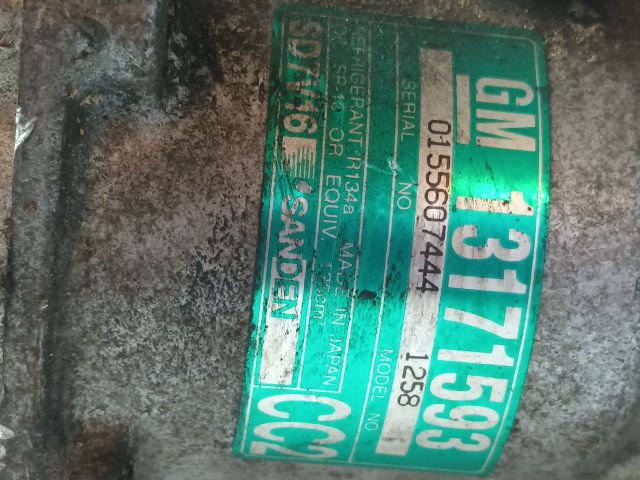 GM 13171593
SERIAL NO. MODEL NO
0155607444 1258
REFRIGERANT R134a MADE IN JAPAN
SP-10 OR EQUIV. cm³
SD7V16 SANDEN CC2